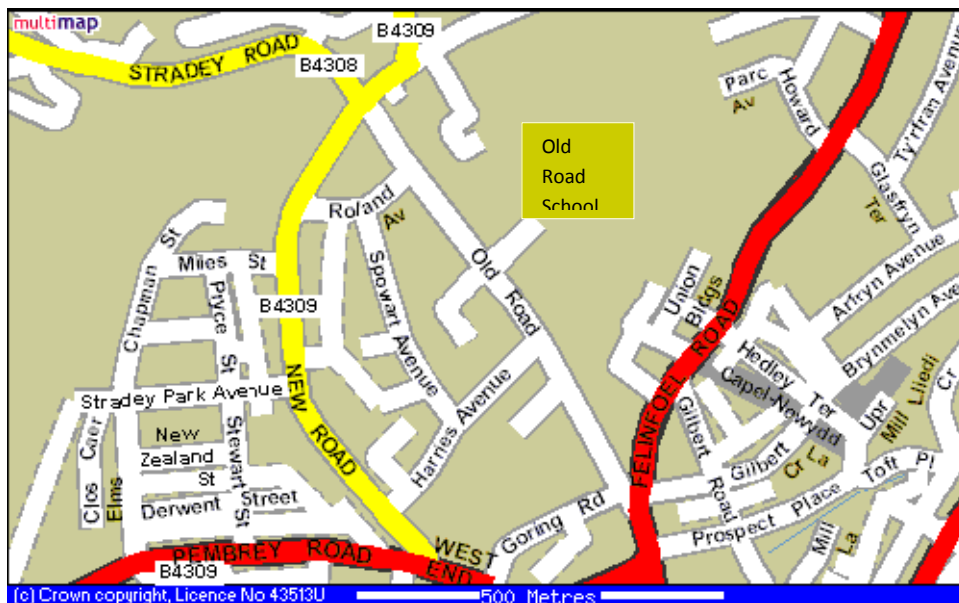 multimap
B4309
STRADEY ROAD
B4308
Parc
Av
Howard
Ty'rfran Avenue
Old
Road
School
Glasfryn
Ter
Roland
Av
Chapman St
Miles St
Pryce
St
Spowart Avenue
Old Road
Union
Bldgs
Arfryn Avenue
Brynmelyn Ave
B4309
NEW
ROAD
FELINFOEL ROAD
Hedley
Ter
Capel-Newydd
La
Upr
Mill
Lliedi
Cr
Stradey Park Avenue
Harnes Avenue
Gilbert
Road
Gilbert
Cr
New
Zealand
St
Stewart
St
Clos Caer
Elms
Derwent Street
Goring Rd
Prospect Place
Toft Pl
Mill
La
WEST
END
PEMBREY ROAD
B4309
(c) Crown copyright, Licence No 43513U
500 Metres